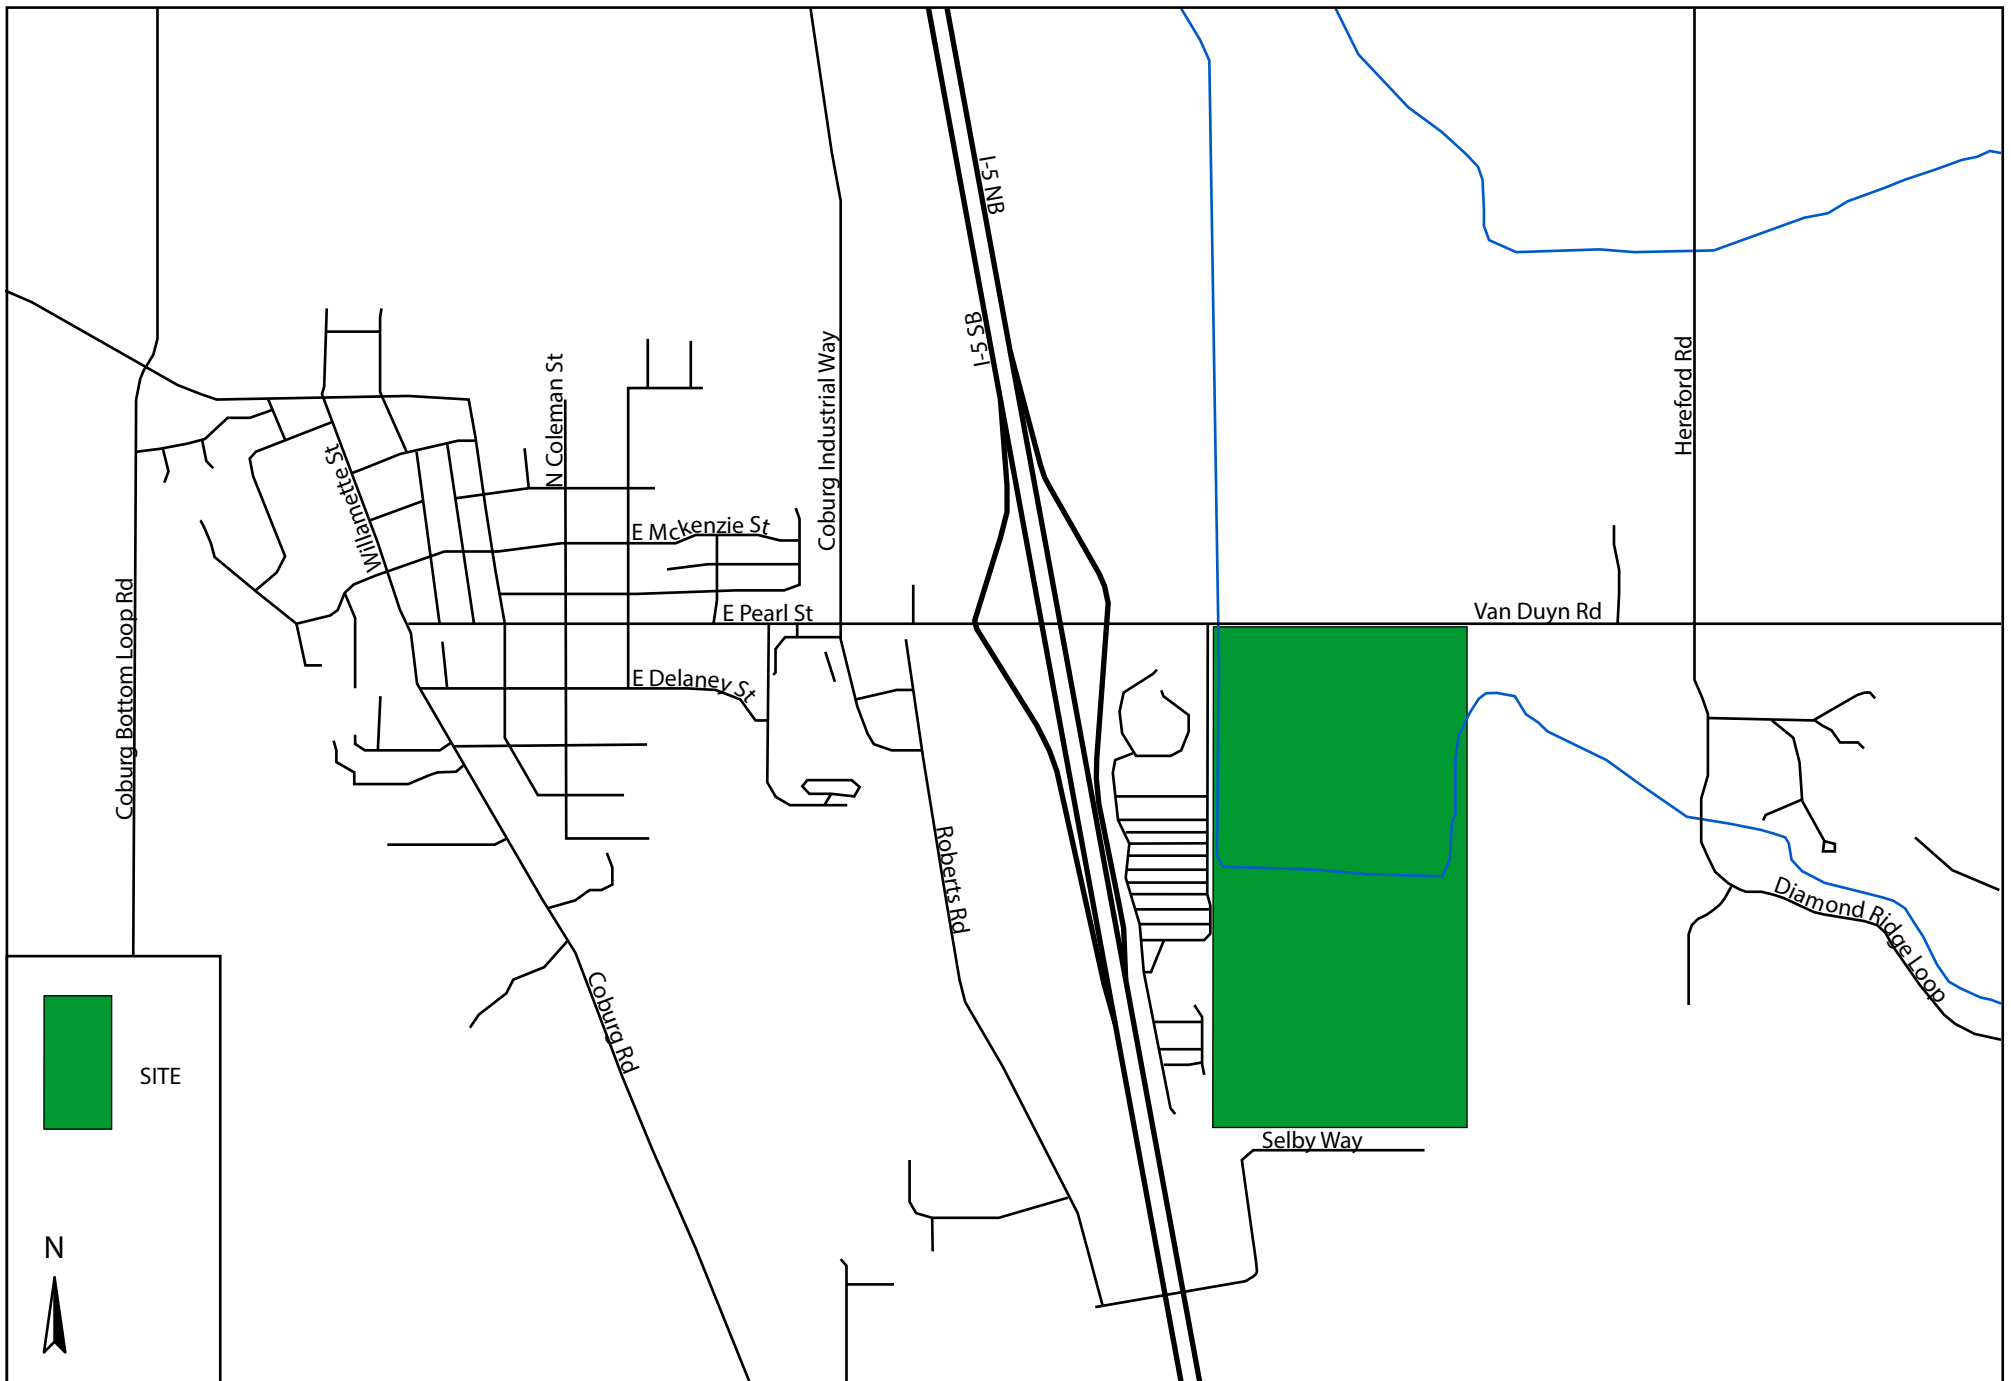 I-5 NB
I-5 SB
Hereford Rd
Coburg Industrial Way
N Coleman St
Willamette St
E Mckenzie St
E Pearl St
Van Duyn Rd
Coburg Bottom Loop Rd
E Delaney St
Roberts Rd
Diamond Ridge Loop
Coburg Rd
SITE
Selby Way
N